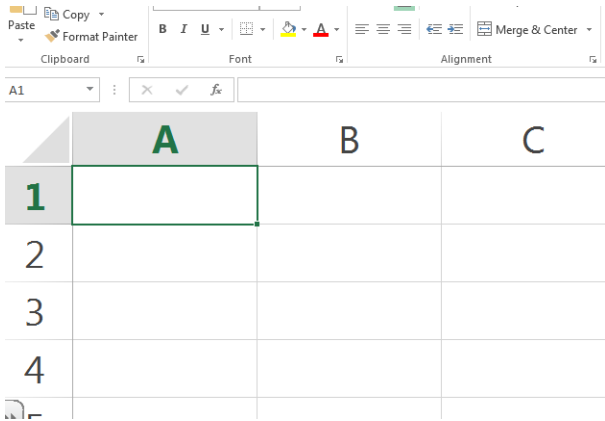 Copy
Paste
Format Painter
B I U A Merge & Center
Clipboard Font Alignment
A1 fx
A B C
1
2
3
4